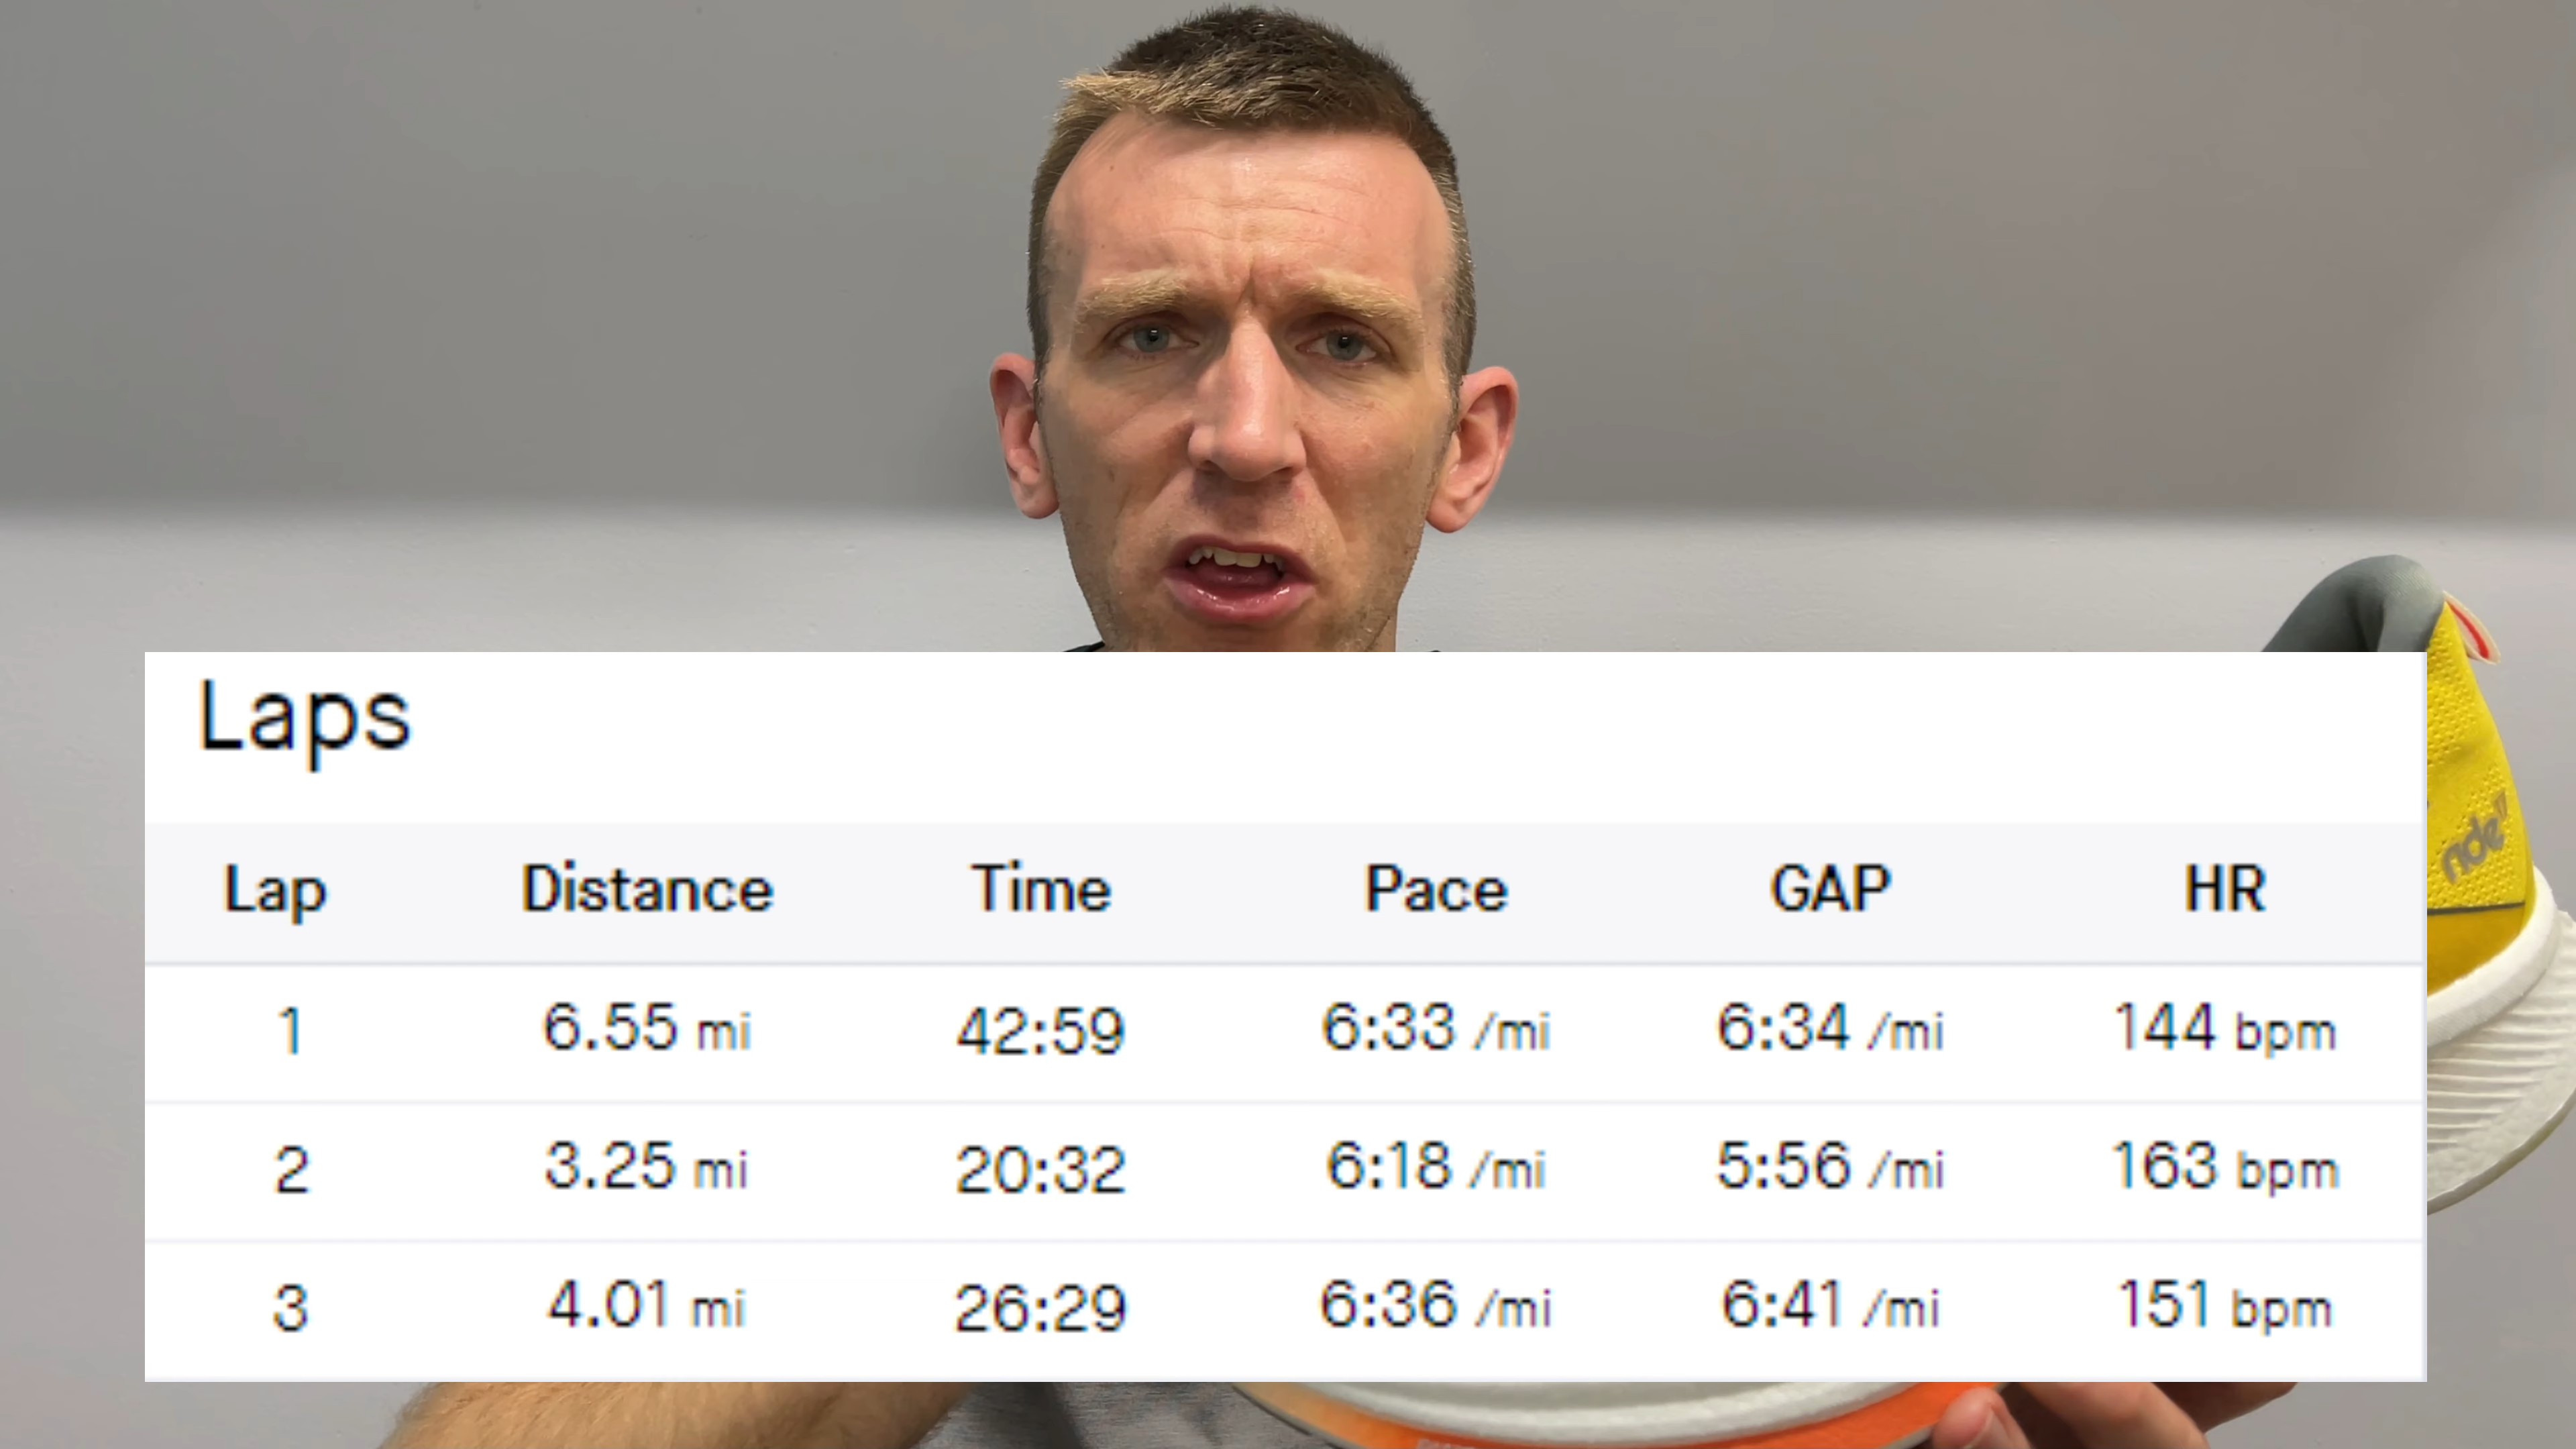 Laps
Lap Distance Time Pace GAP HR
1 6.55 mi 42:59 6:33 /mi 6:34 /mi 144 bpm
2 3.25 mi 20:32 6:18 /mi 5:56 /mi 163 bpm
3 4.01 mi 26:29 6:36 /mi 6:41 /mi 151 bpm
ride